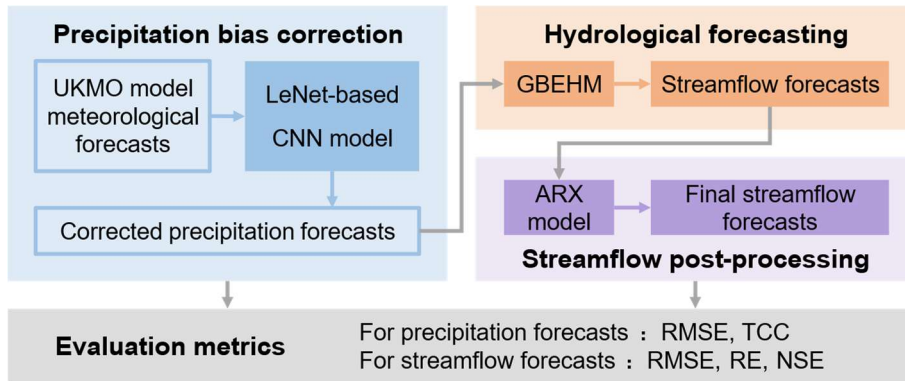 Precipitation bias correction
UKMO model
meteorological
forecasts
LeNet-based
CNN model
Corrected precipitation forecasts
Hydrological forecasting
GBEHM
Streamflow forecasts
ARX
model
Final streamflow
forecasts
Streamflow post-processing
Evaluation metrics
For precipitation forecasts : RMSE, TCC
For streamflow forecasts : RMSE, RE, NSE